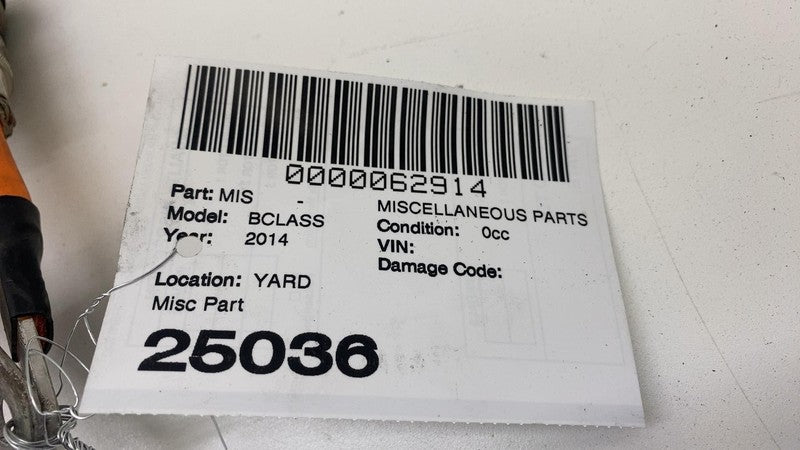 0000062914
Part: MIS - MISCELLANEOUS PARTS
Model: BCLASS Condition: 0cc
Year: 2014 VIN:
Damage Code:
Location: YARD
Misc Part
25036